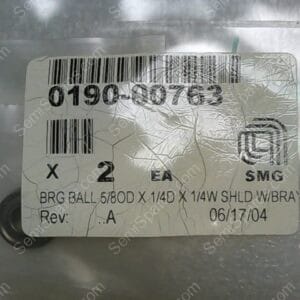 0190-00763
X 2 EA SMG
BRG BALL 5/8OD X 1/4D X 1/4W SHLD W/BRAY
Rev: .A 06/17/04